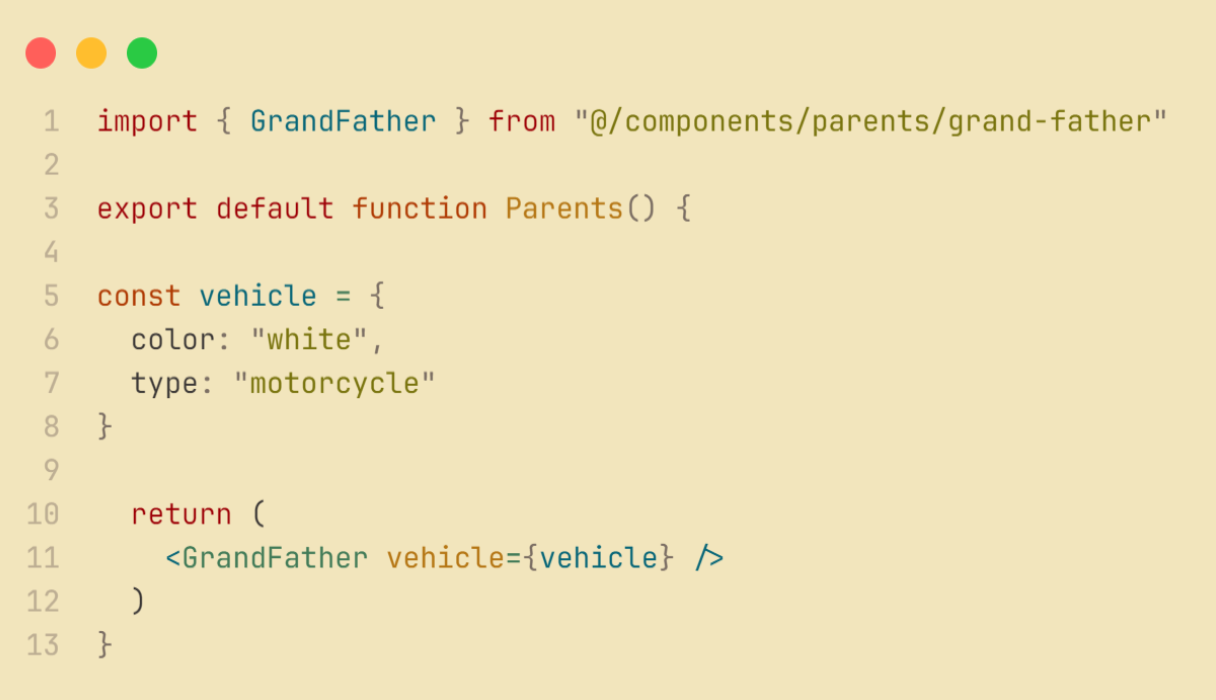 1 import { GrandFather } from "@/components/parents/grand-father"
2
3 export default function Parents() {
4
5 const vehicle = {
6   color: "white",
7   type: "motorcycle"
8 }
9
10   return (
11     <GrandFather vehicle={vehicle} />
12   )
13 }